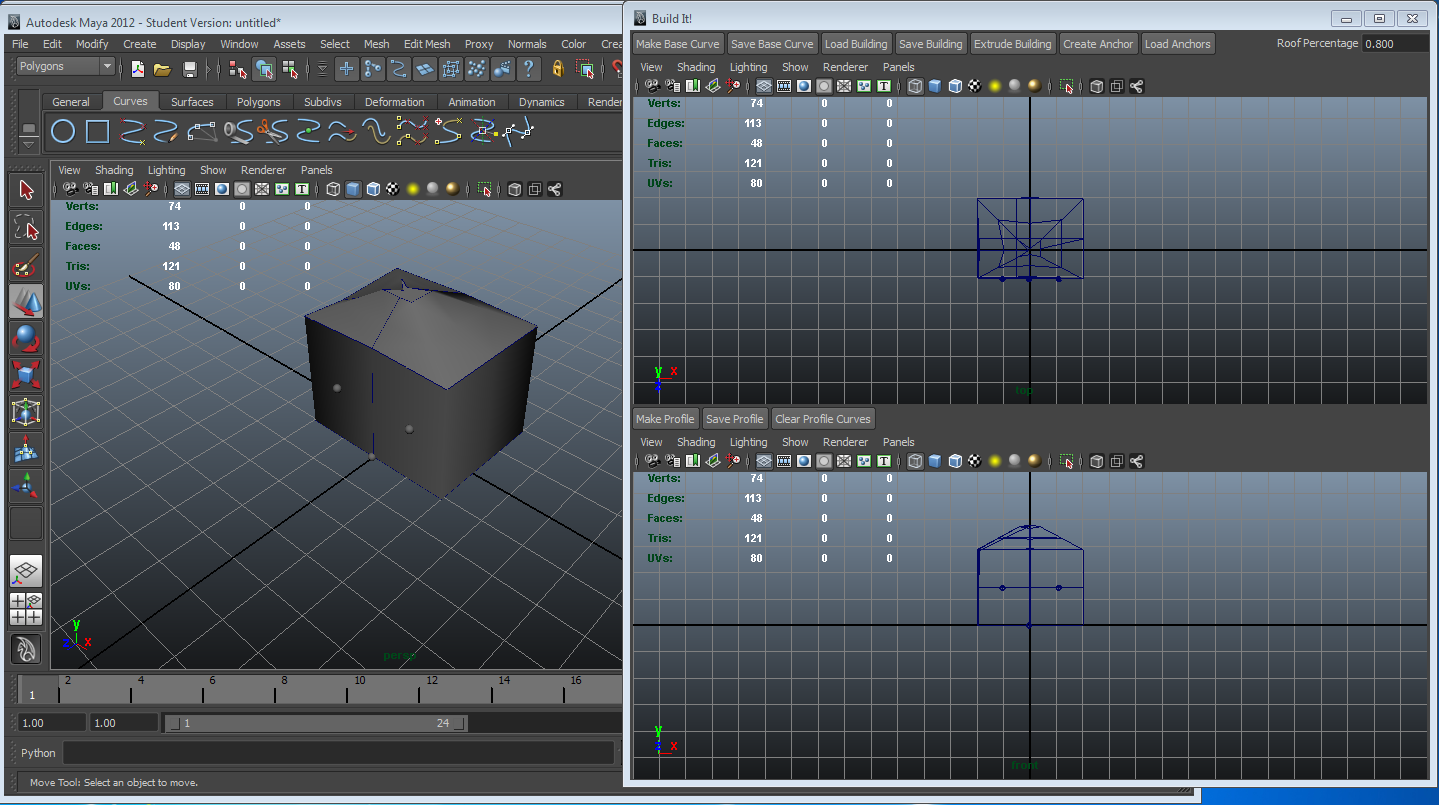 Autodesk Maya 2012 - Student Version: untitled*
File Edit Modify Create Display Window Assets Select Mesh Edit Mesh Proxy Normals Color Crea
Polygons
General Curves Surfaces Polygons Subdivs Deformation Animation Dynamics Render
View Shading Lighting Show Renderer Panels
Verts: 74 0 0
Edges: 113 0 0
Faces: 48 0 0
Tris: 121 0 0
UVs: 80 0 0
y
z x
persp
1 2 4 6 8 10 12 14 16
1.00 1.00 1 24
Python
Move Tool: Select an object to move.
Build It!
Make Base Curve Save Base Curve Load Building Save Building Extrude Building Create Anchor Load Anchors Roof Percentage 0.800
View Shading Lighting Show Renderer Panels
Verts: 74 0 0
Edges: 113 0 0
Faces: 48 0 0
Tris: 121 0 0
UVs: 80 0 0
y x
z
top
Make Profile Save Profile Clear Profile Curves
View Shading Lighting Show Renderer Panels
Verts: 74 0 0
Edges: 113 0 0
Faces: 48 0 0
Tris: 121 0 0
UVs: 80 0 0
y
z x
front